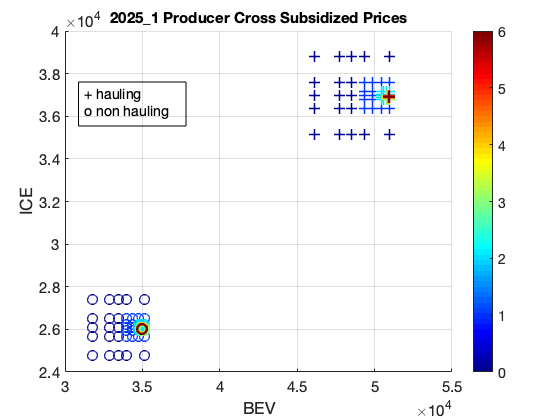 ×10⁴ 2025_1 Producer Cross Subsidized Prices
4
3.8
3.6
3.4
3.2
3
2.8
2.6
2.4
ICE
+ hauling
o non hauling
6
5
4
3
2
1
0
3 3.5 4 4.5 5 5.5
BEV ×10⁴